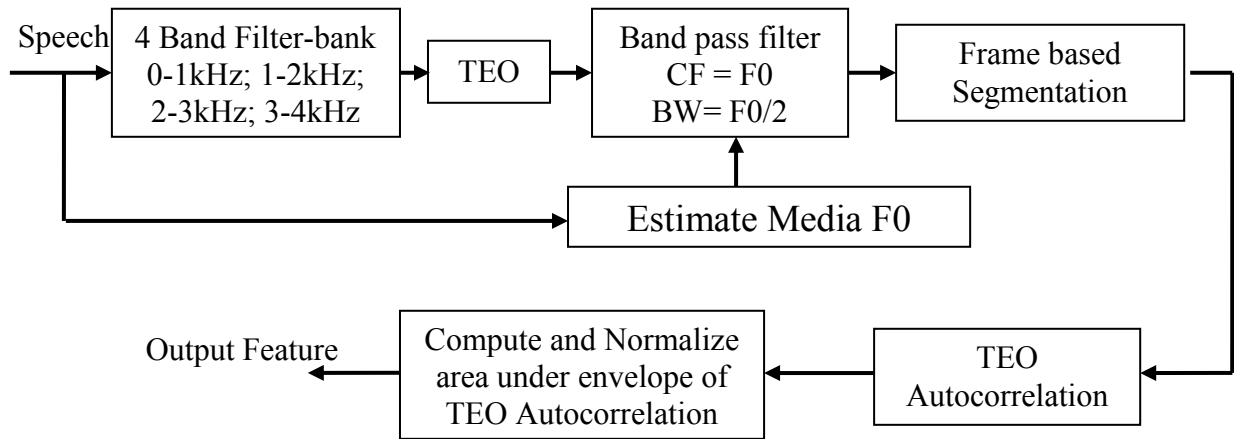 Speech
4 Band Filter-bank
0-1kHz; 1-2kHz;
2-3kHz; 3-4kHz
TEO
Band pass filter
CF = F0
BW= F0/2
Frame based
Segmentation
Estimate Media F0
Output Feature
Compute and Normalize
area under envelope of
TEO Autocorrelation
TEO
Autocorrelation